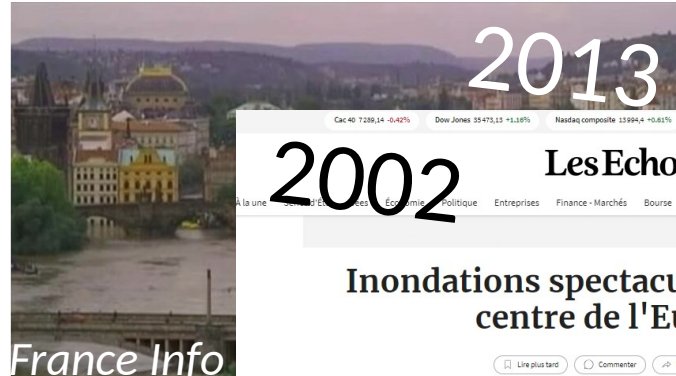 2013
Cac 40 7289,14 -0.42% Dow Jones 35473,13 +1.16% Nasdaq composite 13994,4 +0.61%
2002
Les Echo
À la une Économie Politique Entreprises Finance - Marchés Bourse
Inondations spectacu
centre de l'Eu
Lire plus tard Commenter
France Info